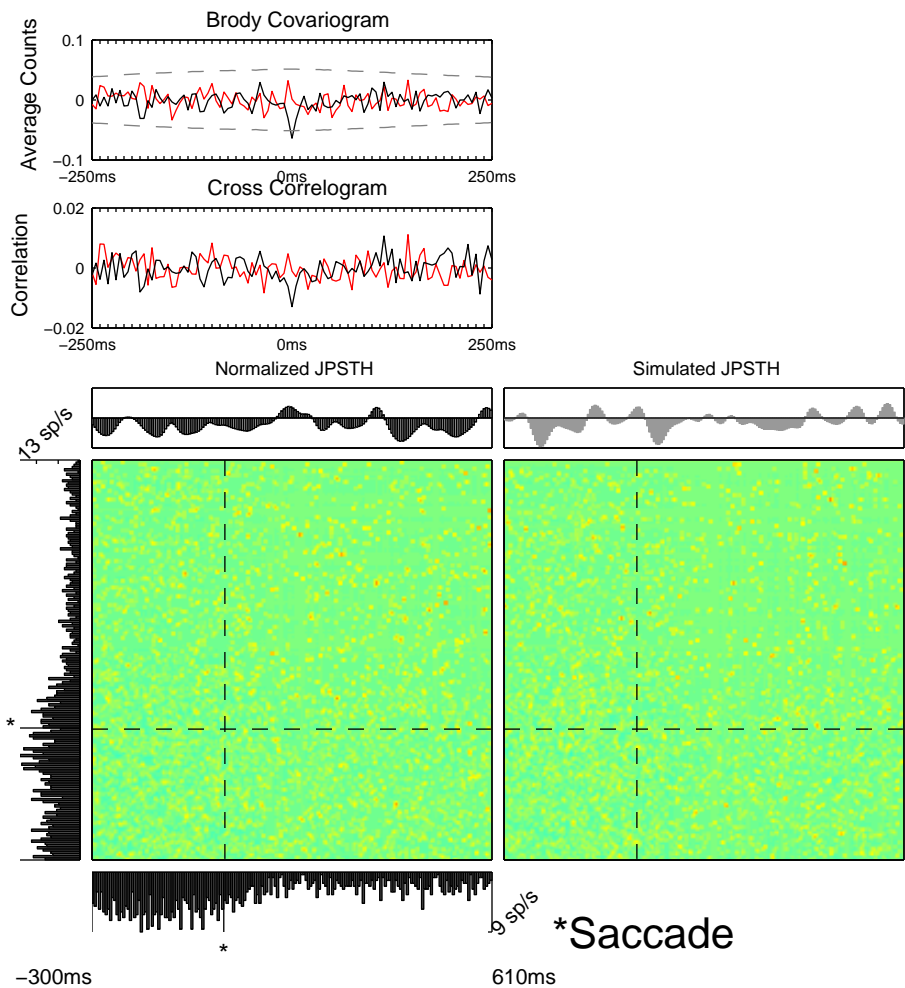 Brody Covariogram
Average Counts
0.1
0
−0.1
−250ms
0ms
250ms
Cross Correlogram
Correlation
0.02
0
−0.02
−250ms
0ms
250ms
Normalized JPSTH
Simulated JPSTH
13 sp/s
*
*
9 sp/s
*Saccade
−300ms
610ms